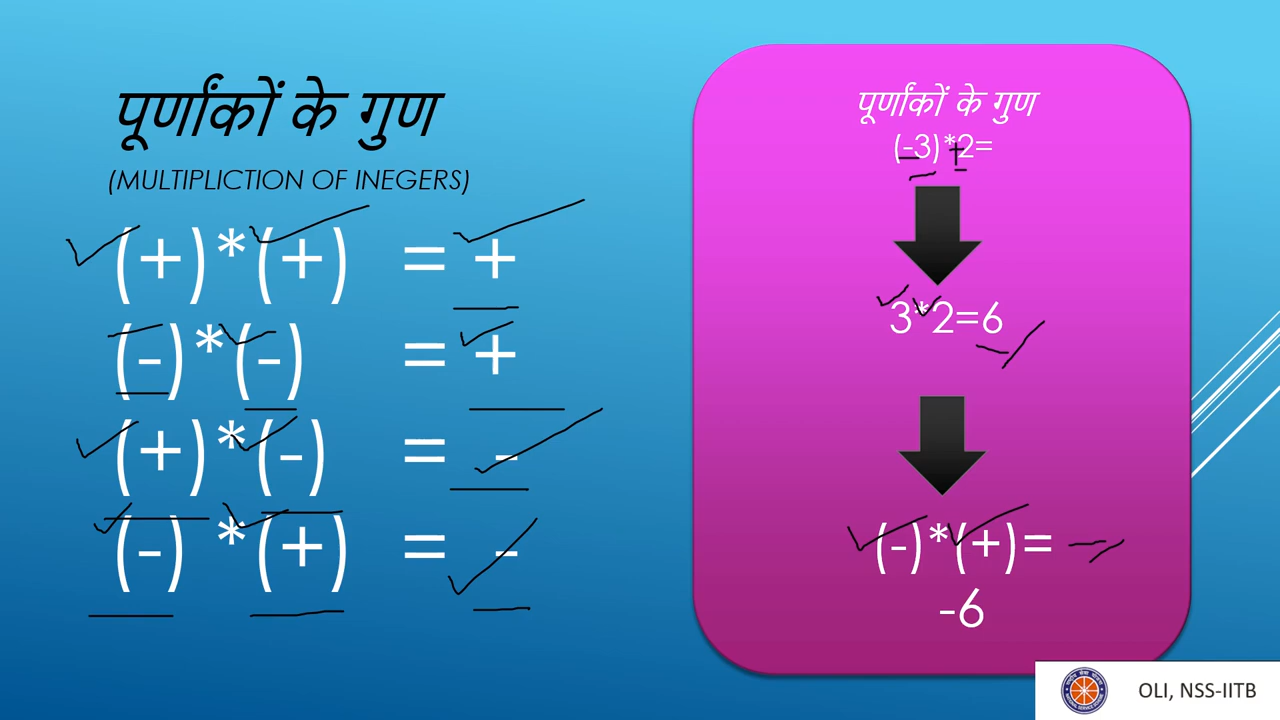 पूर्णांकों के गुण
(MULTIPLICTION OF INEGERS)
(+)*(+) = +
(-)*(-) = +
(+)*(-) = -
(-) *(+) = -
पूर्णांकों के गुण
(-3)*2=
3*2=6
(-)*(+)= -
-6
OLI, NSS-IITB